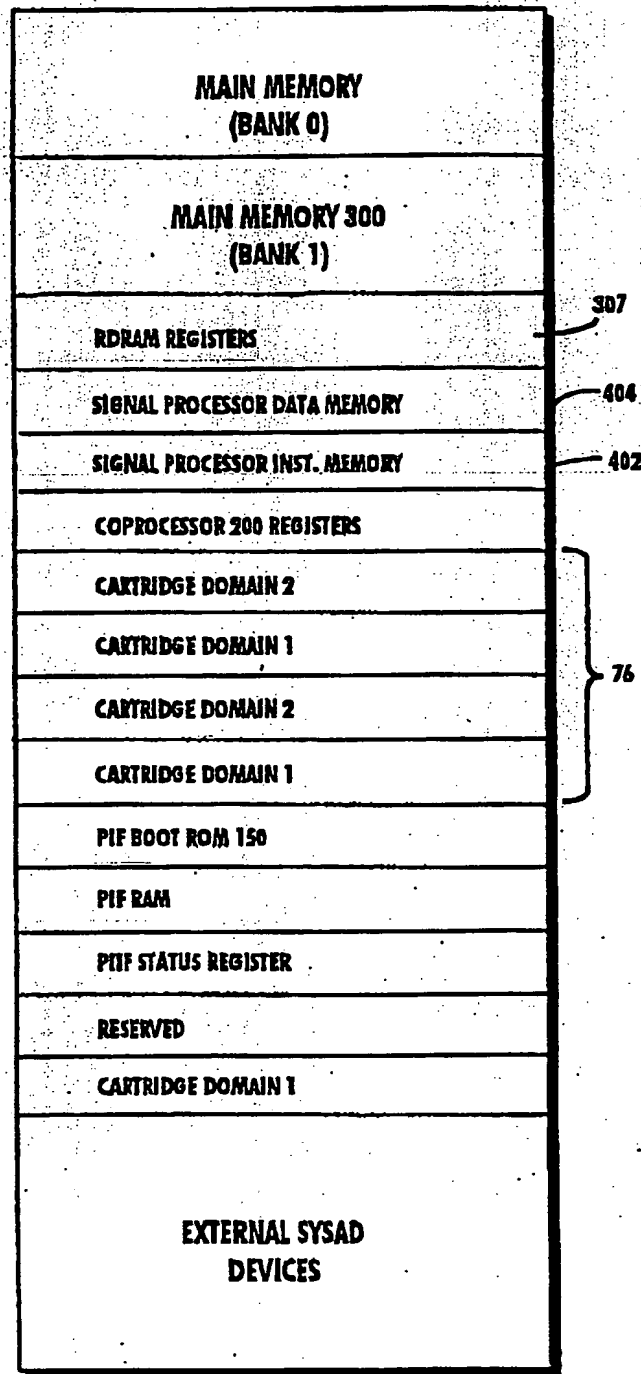 MAIN MEMORY
(BANK 0)
MAIN MEMORY 300
(BANK 1)
RDRAM REGISTERS
307
SIGNAL PROCESSOR DATA MEMORY
404
SIGNAL PROCESSOR INST. MEMORY
402
COPROCESSOR 200 REGISTERS
CARTRIDGE DOMAIN 2
CARTRIDGE DOMAIN 1
76
CARTRIDGE DOMAIN 2
CARTRIDGE DOMAIN 1
PIF BOOT ROM 150
PIF RAM
PIIF STATUS REGISTER
RESERVED
CARTRIDGE DOMAIN 1
EXTERNAL SYSAD
DEVICES